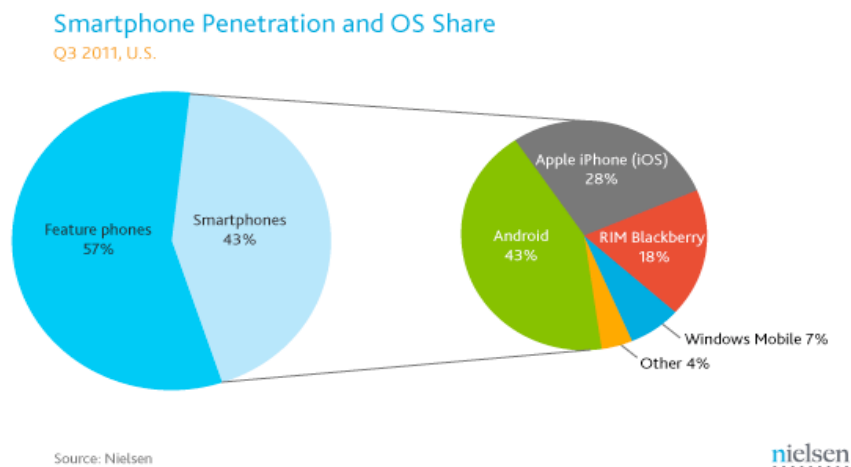 Smartphone Penetration and OS Share
Q3 2011, U.S.
Feature phones
57%
Smartphones
43%
Apple iPhone (iOS)
28%
Android
43%
RIM Blackberry
18%
Windows Mobile 7%
Other 4%
Source: Nielsen
nielsen